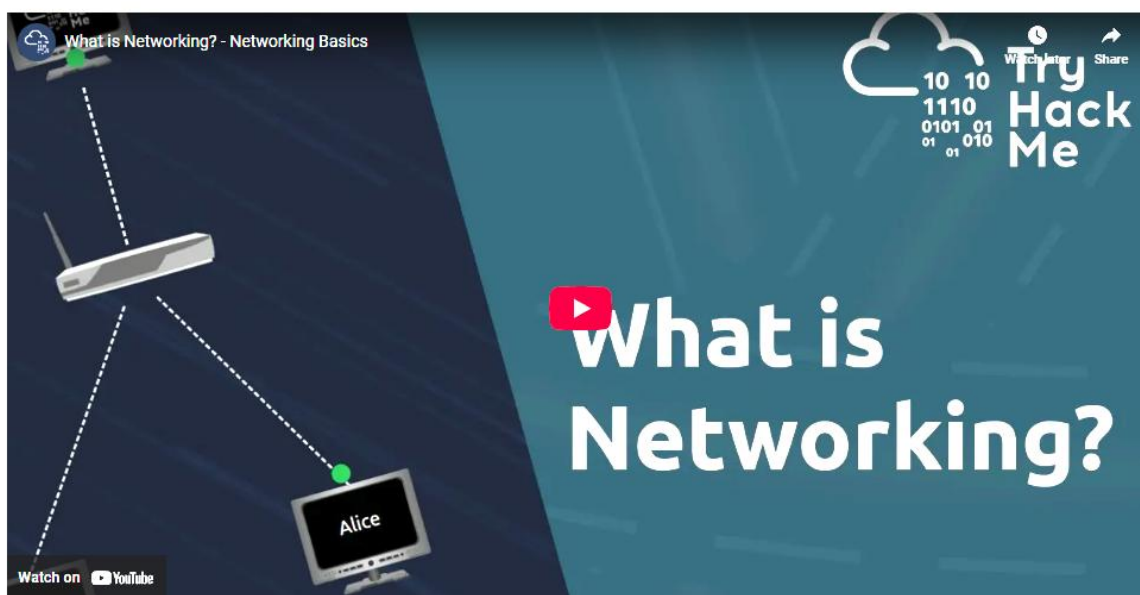 What is Networking? - Networking Basics
Watch later
Share
10 10
1110
0101 01
01 010
01
Try
Hack
Me
What is
Networking?
Alice
Watch on YouTube
Me